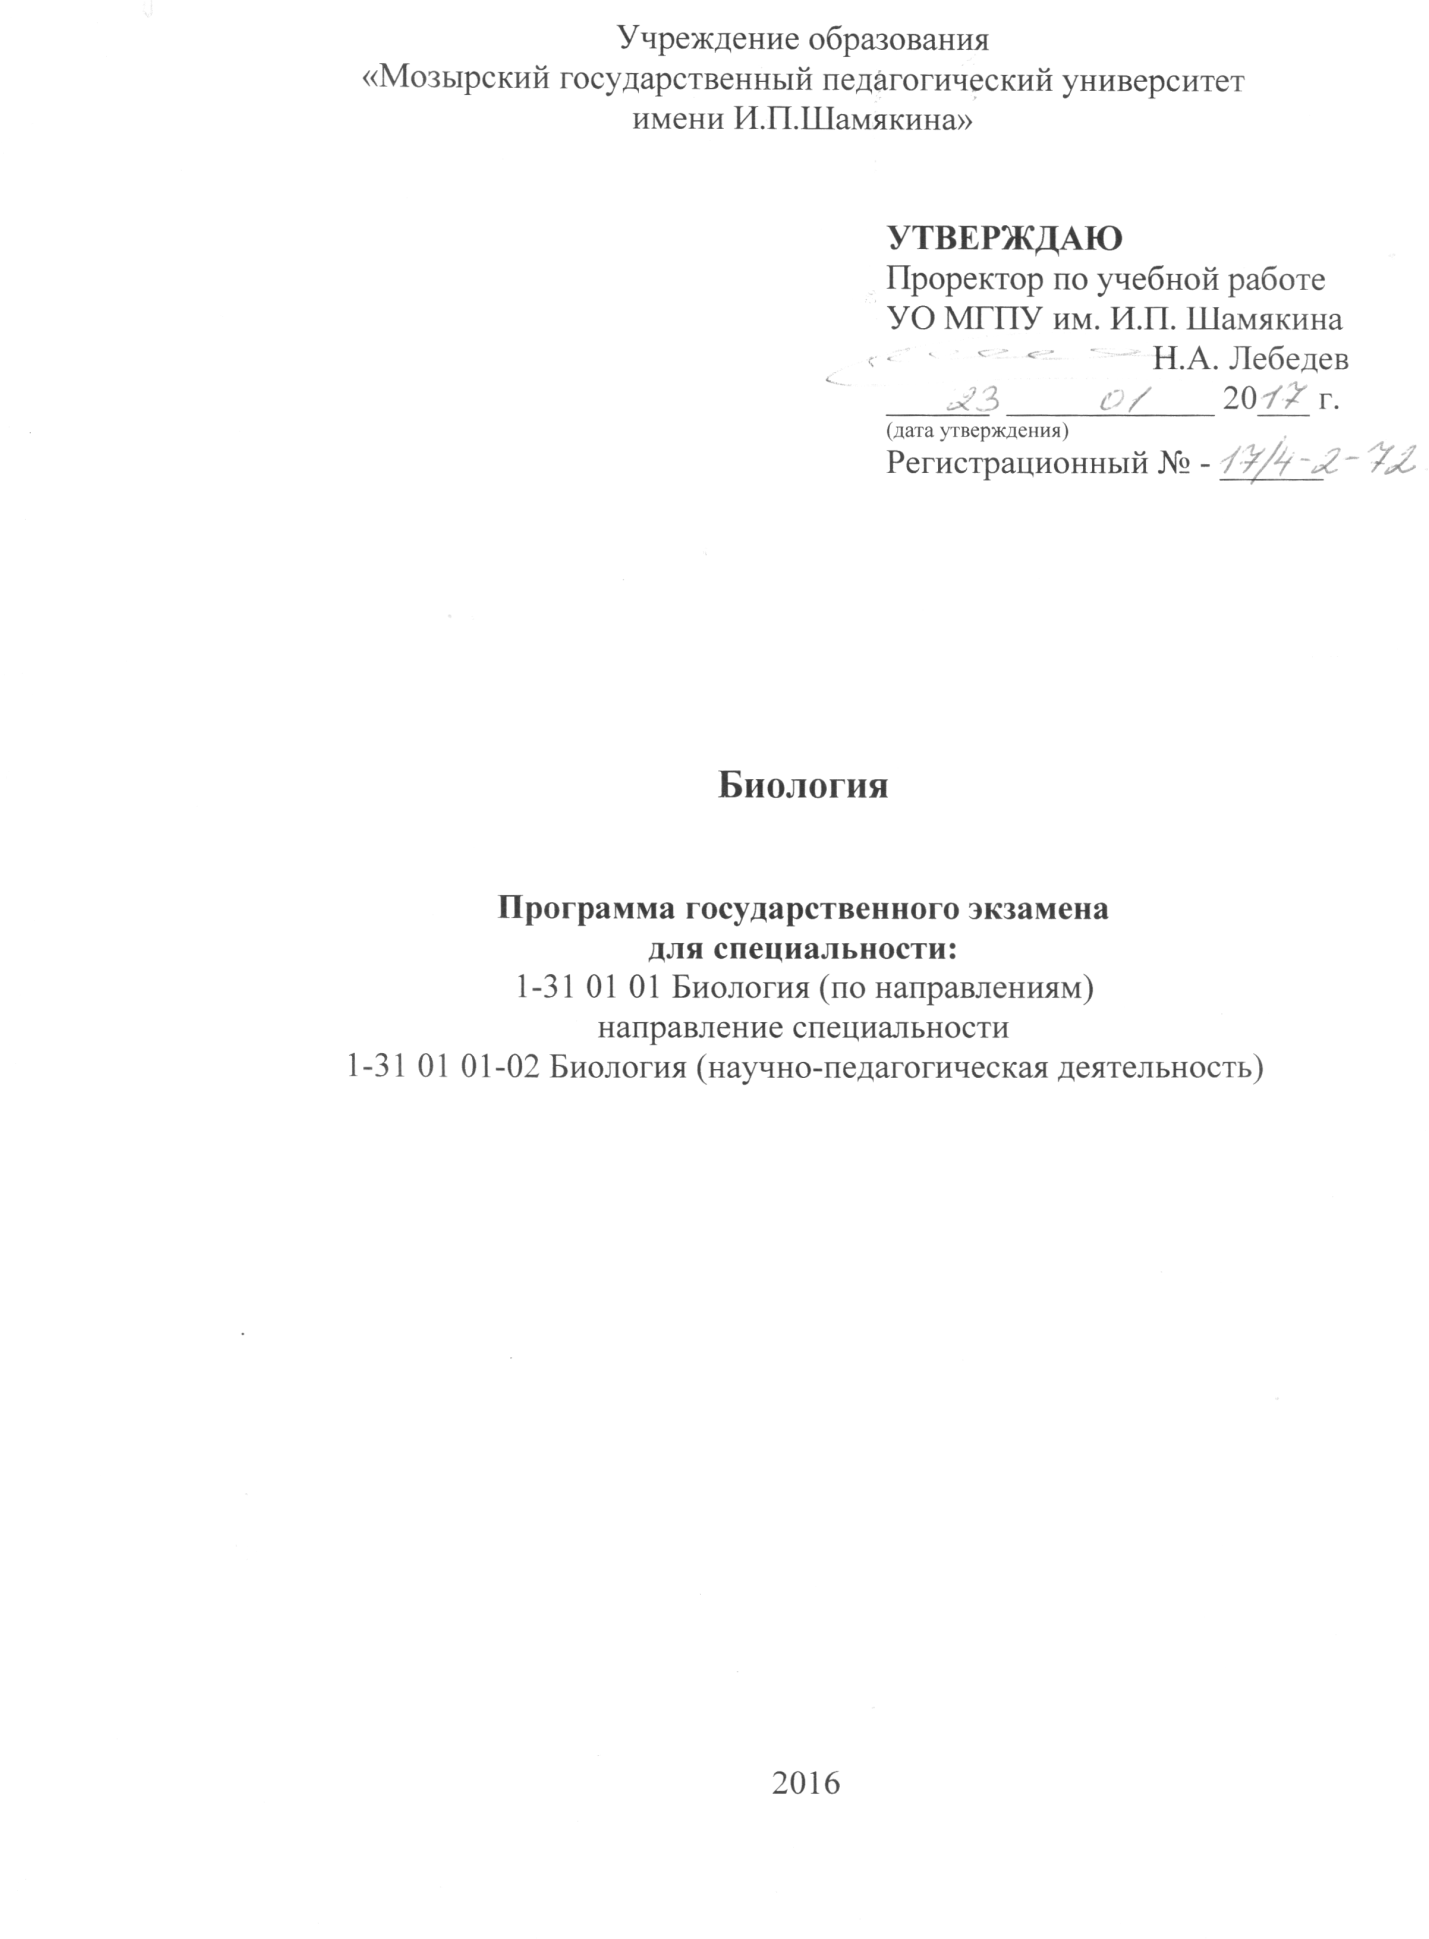 Учреждение образования
«Мозырский государственный педагогический университет
имени И.П.Шамякина»
УТВЕРЖДАЮ
Проректор по учебной работе
УО МГПУ им. И.П. Шамякина
Н.А. Лебедев
23 01 2017 г.
(дата утверждения)
Регистрационный № - 17/4-2-72
Биология
Программа государственного экзамена
для специальности:
1-31 01 01 Биология (по направлениям)
направление специальности
1-31 01 01-02 Биология (научно-педагогическая деятельность)
2016